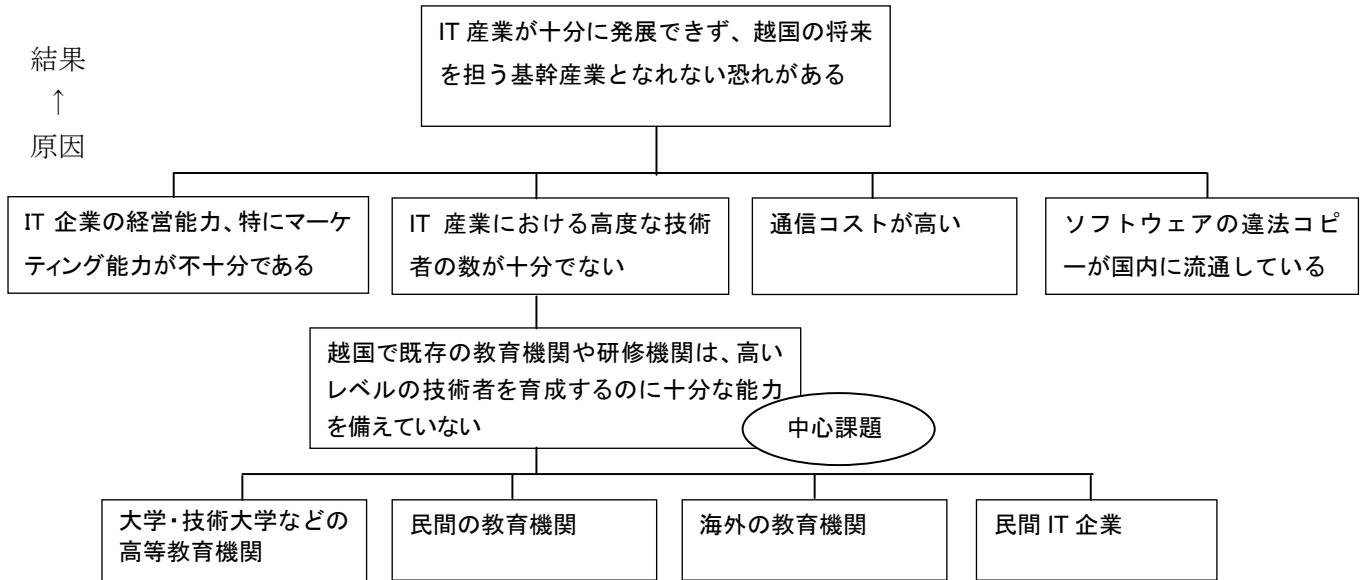 IT 産業が十分に発展できず、越国の将来
を担う基幹産業となれない恐れがある
結果
↑
原因
IT 企業の経営能力、特にマーケ
ティング能力が不十分である
IT 産業における高度な技術
者の数が十分でない
通信コストが高い
ソフトウェアの違法コピ
ーが国内に流通している
越国で既存の教育機関や研修機関は、高い
レベルの技術者を育成するのに十分な能力
を備えていない
中心課題
大学・技術大学などの
高等教育機関
民間の教育機関
海外の教育機関
民間 IT 企業